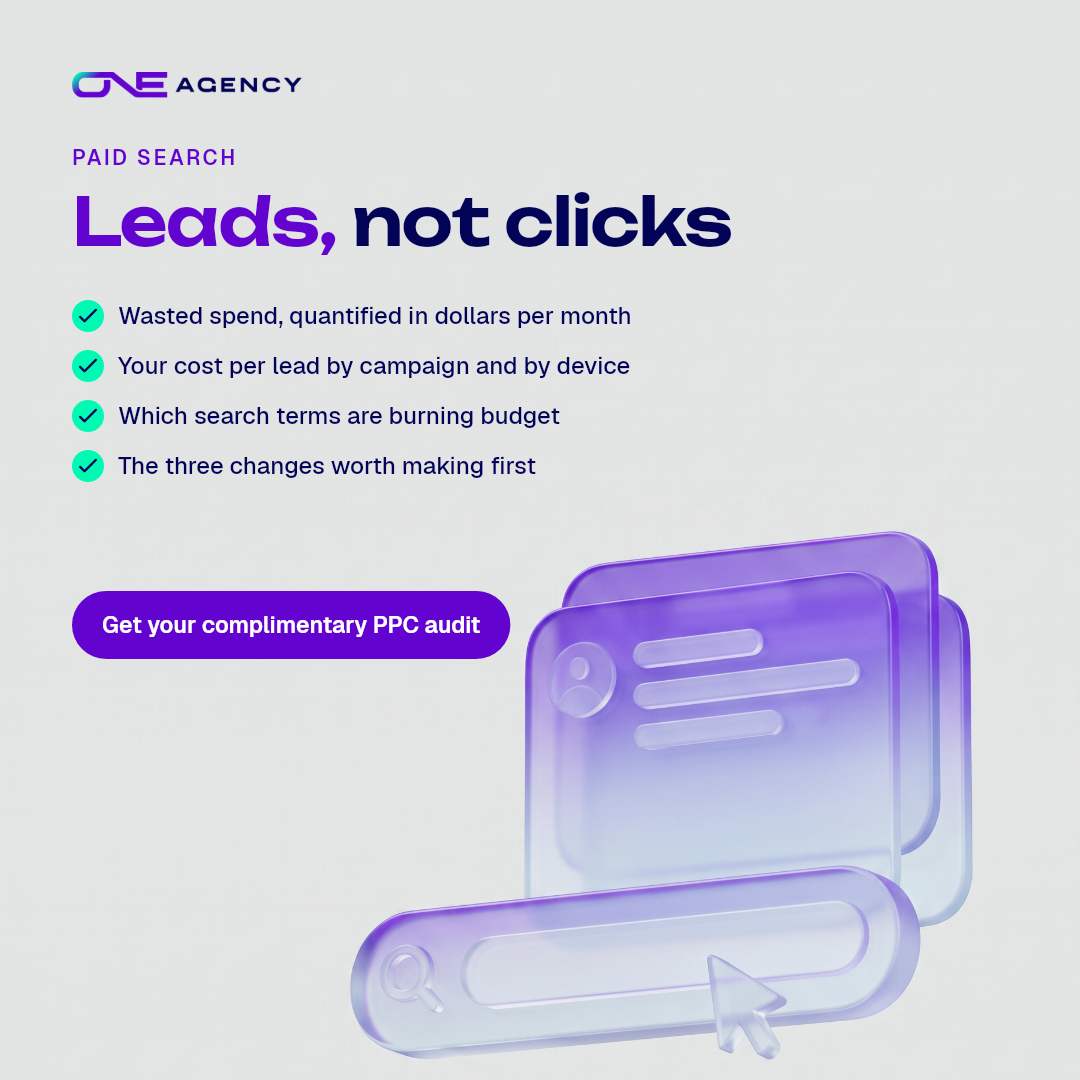 ONE AGENCY
PAID SEARCH
Leads, not clicks
Wasted spend, quantified in dollars per month
Your cost per lead by campaign and by device
Which search terms are burning budget
The three changes worth making first
Get your complimentary PPC audit